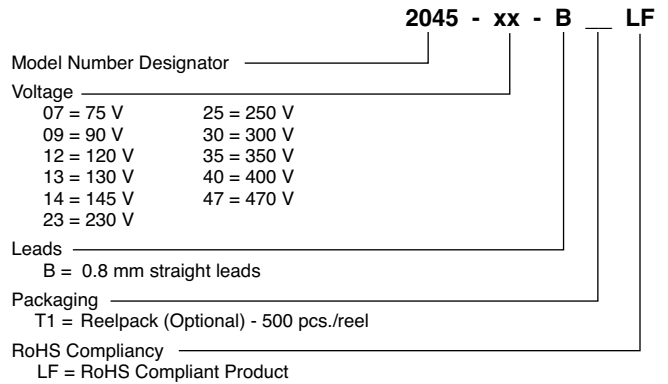 2045 - xx - B __ LF
Model Number Designator
Voltage
07 = 75 V 25 = 250 V
09 = 90 V 30 = 300 V
12 = 120 V 35 = 350 V
13 = 130 V 40 = 400 V
14 = 145 V 47 = 470 V
23 = 230 V
Leads
B = 0.8 mm straight leads
Packaging
T1 = Reelpack (Optional) - 500 pcs./reel
RoHS Compliancy
LF = RoHS Compliant Product